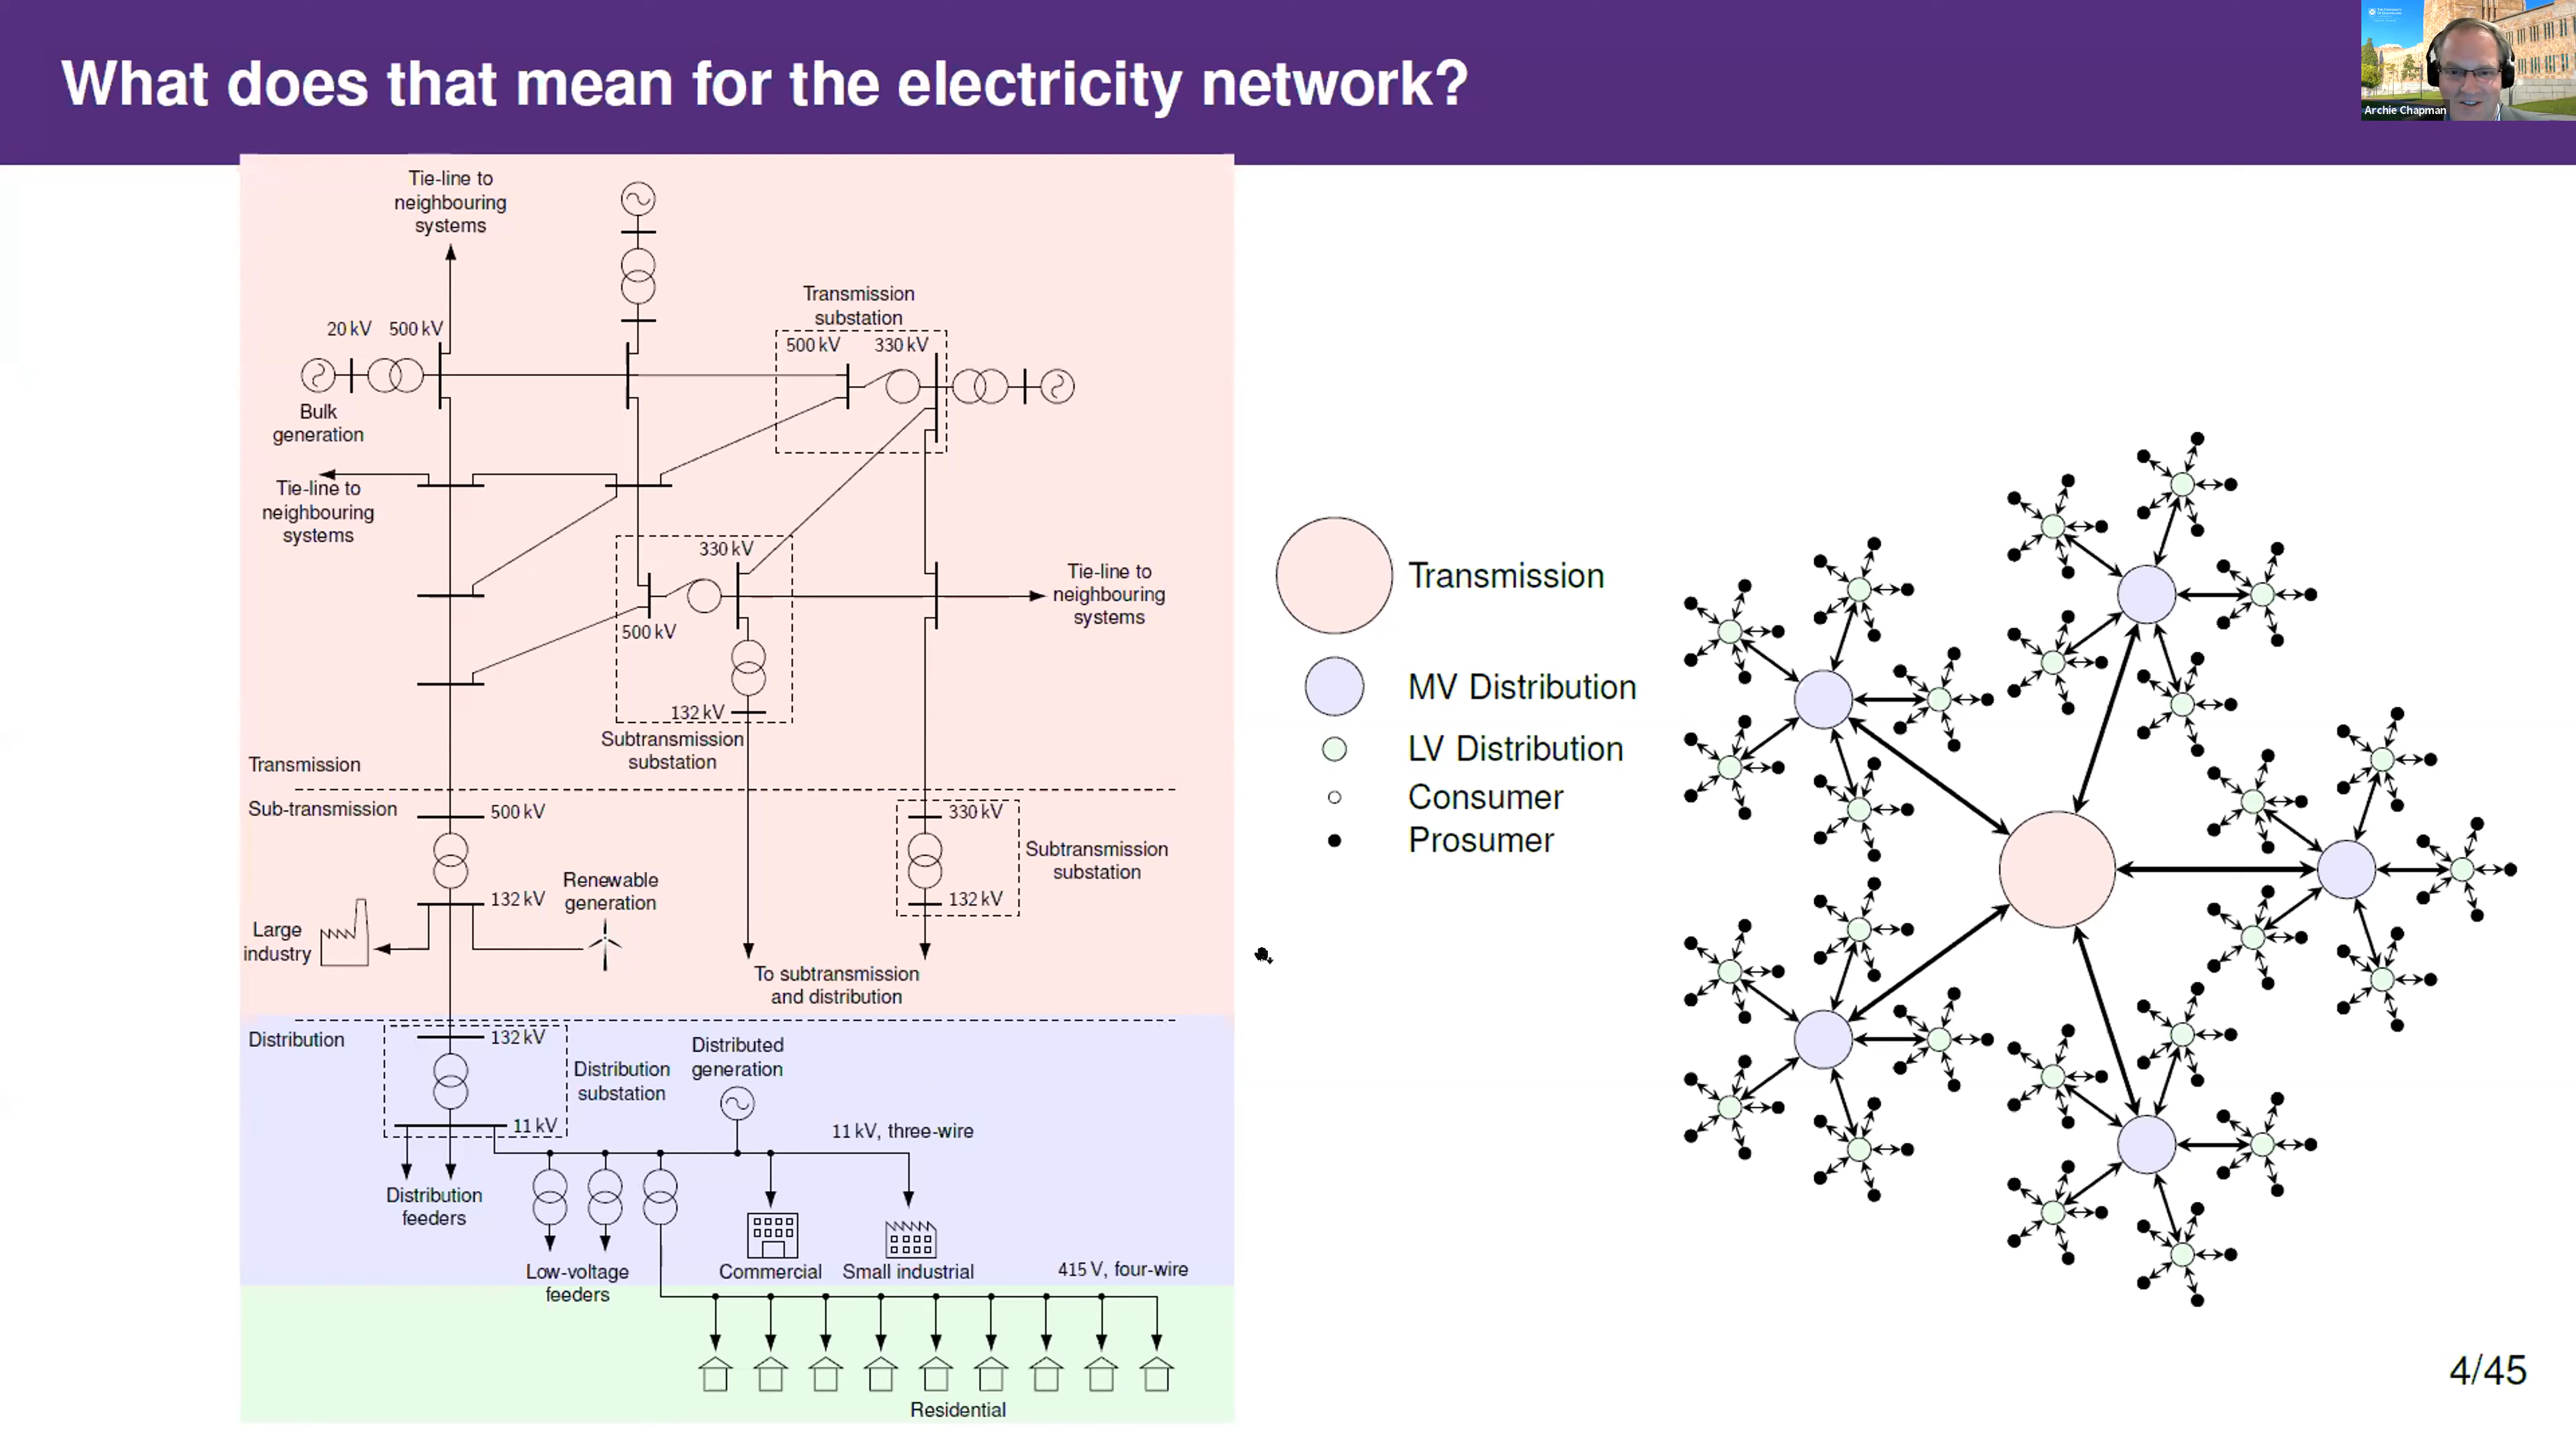 What does that mean for the electricity network?
Archie Chapman
Tie-line to
neighbouring
systems
Transmission
substation
20 kV 500 kV
500 kV 330 kV
Bulk
generation
Tie-line to
neighbouring
systems
330 kV
Tie-line to
neighbouring
systems
500 kV
132 kV
Subtransmission
substation
Transmission
Sub-transmission
500 kV
330 kV
Subtransmission
substation
Renewable
generation
132 kV
132 kV
Large
industry
To subtransmission
and distribution
Distribution
132 kV
Distribution
substation
Distributed
generation
11 kV
11 kV, three-wire
Distribution
feeders
Low-voltage
feeders
Commercial
Small industrial
415 V, four-wire
Residential
Transmission
MV Distribution
LV Distribution
Consumer
Prosumer
4/45